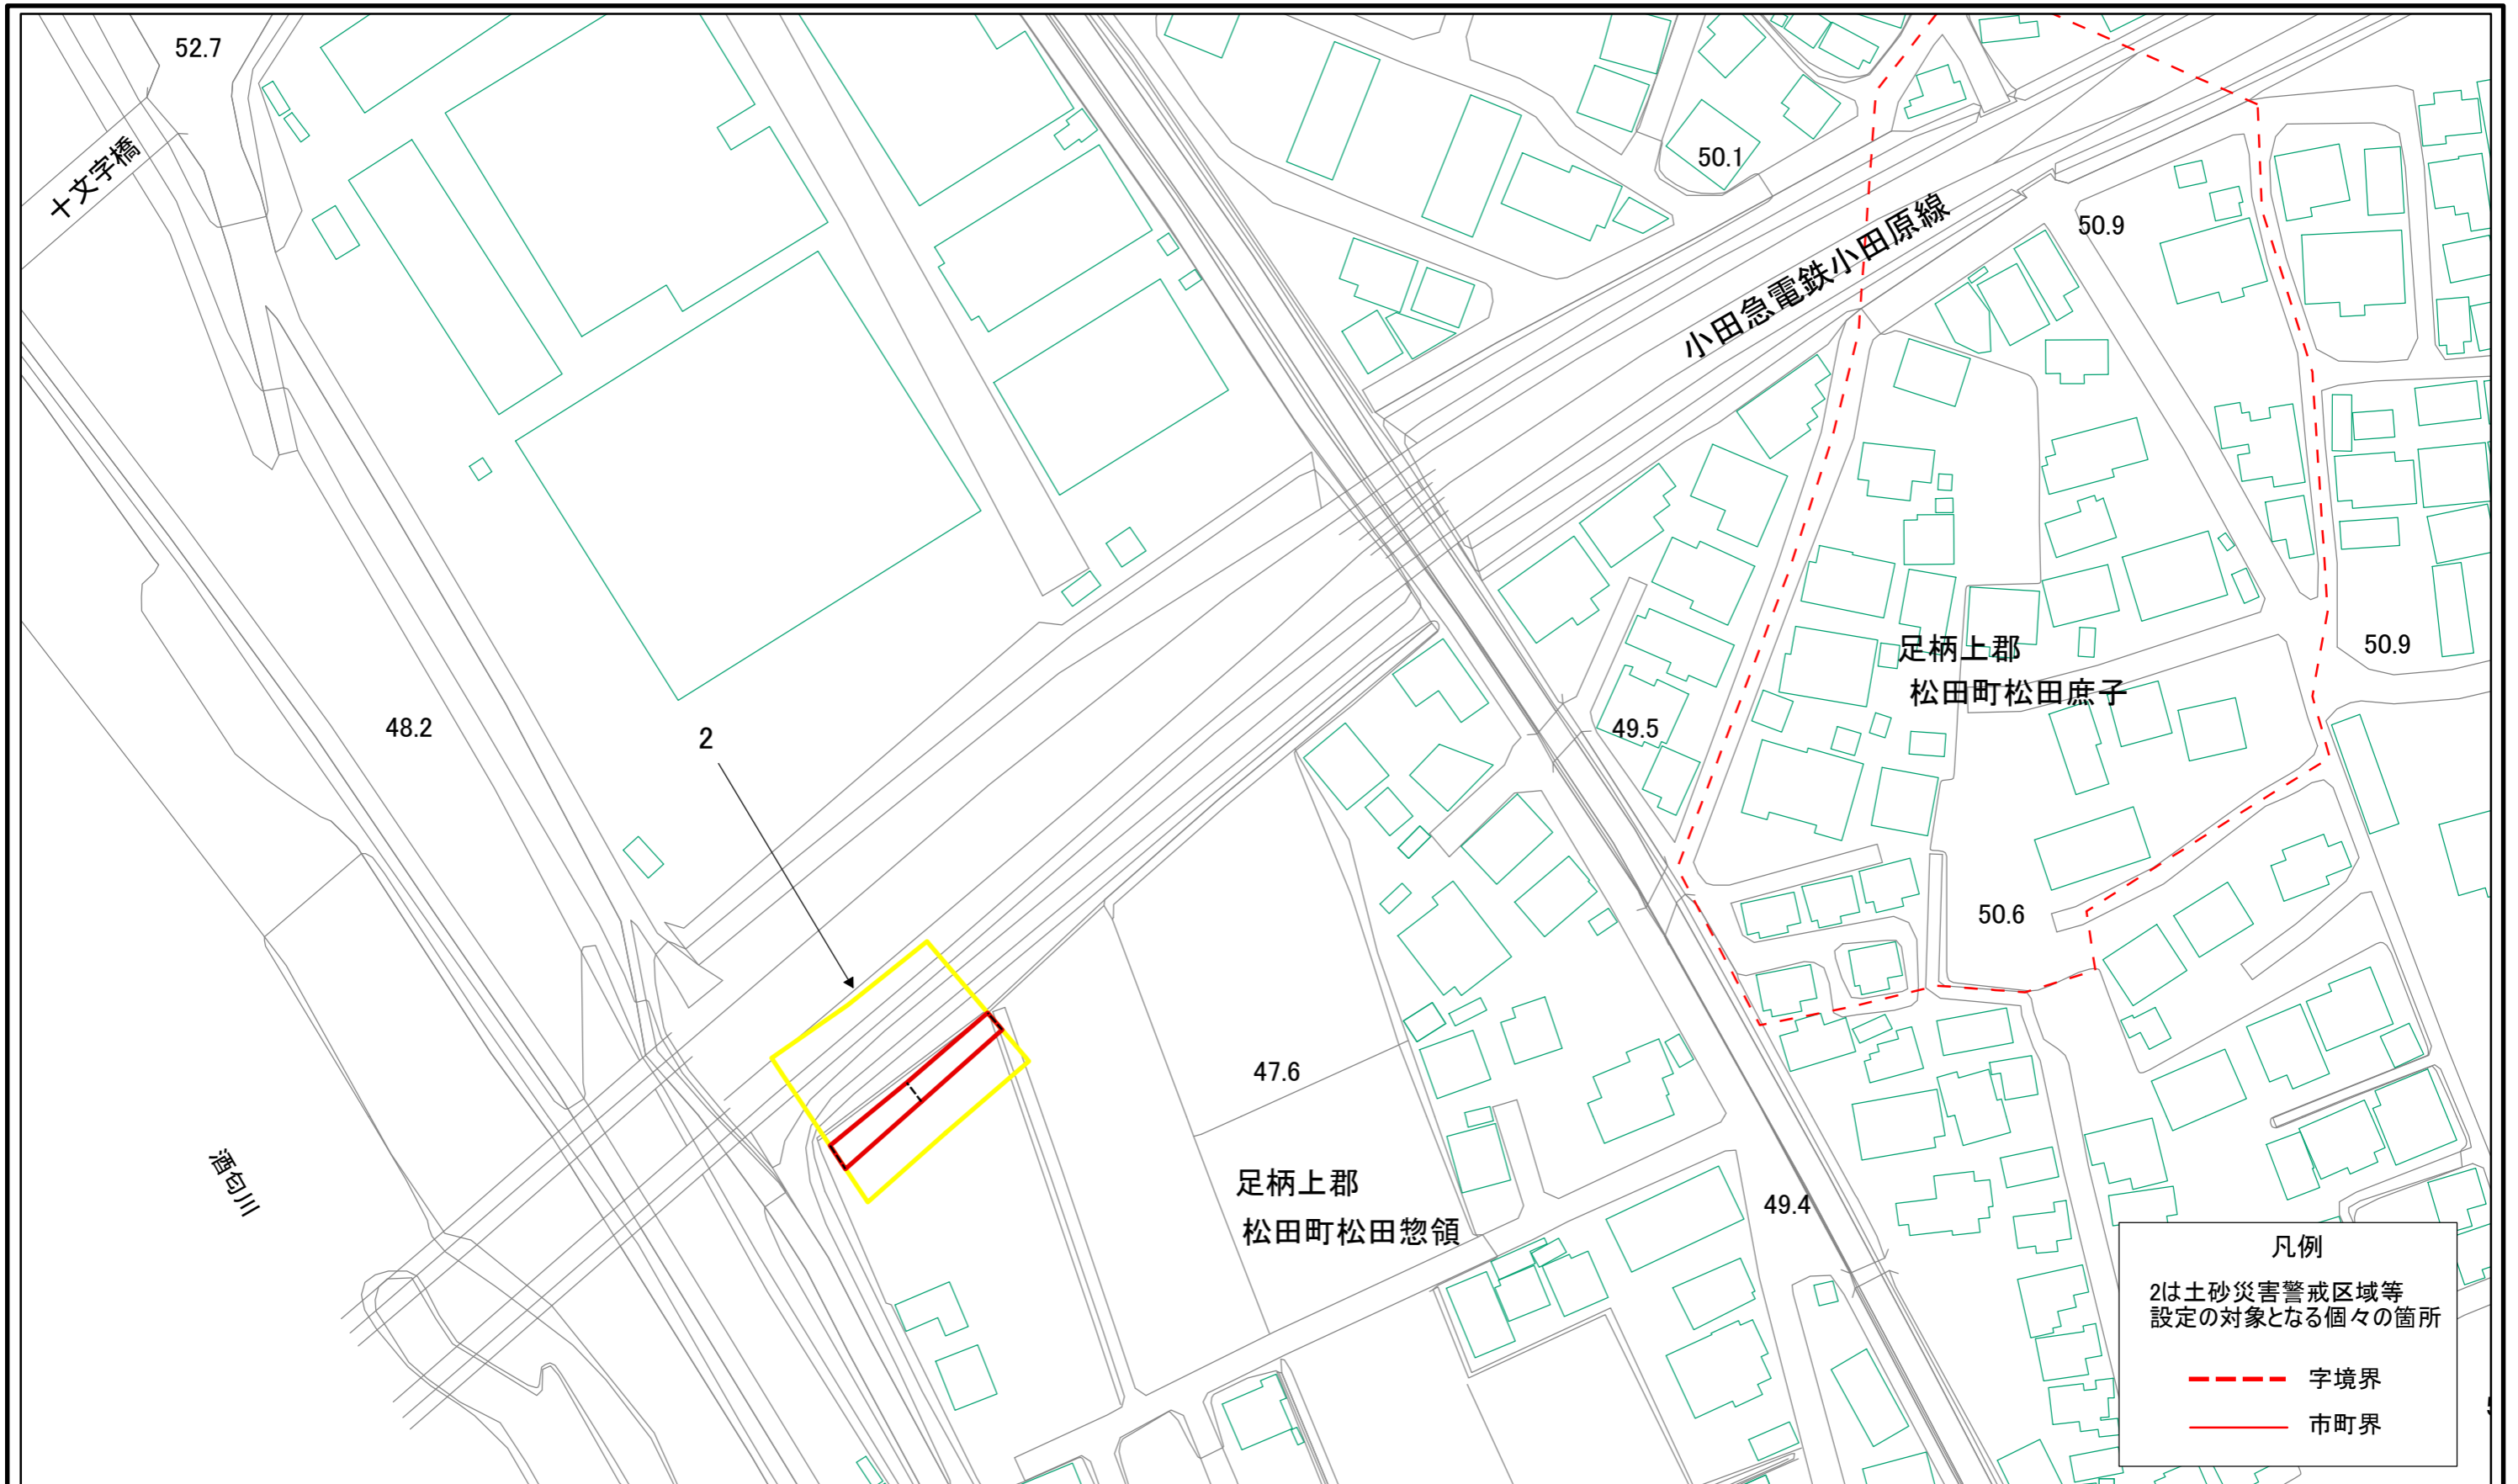 52.7
十文字橋
50.1
小田急電鉄小田原線
50.9
足柄上郡
松田町松田庶子
50.9
48.2
2
49.5
50.6
47.6
酒匂川
足柄上郡
松田町松田惣領
49.4
凡例
2は土砂災害警戒区域等
設定の対象となる個々の箇所
字境界
市町界